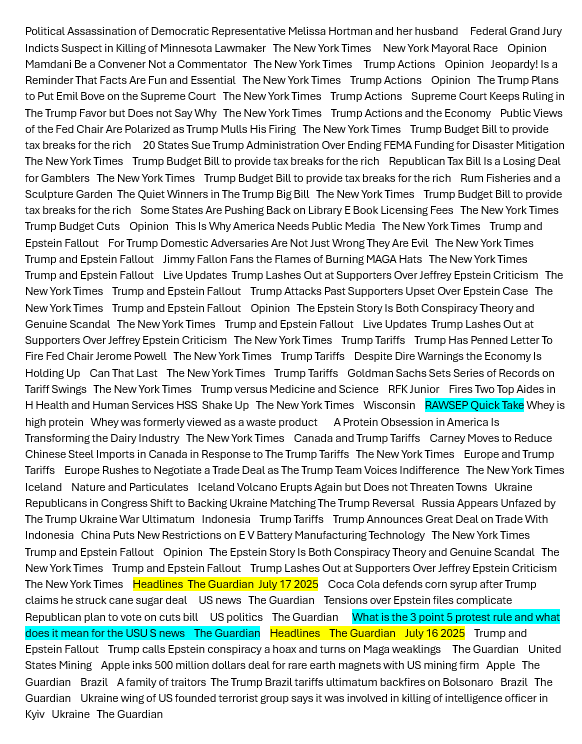 Political Assassination of Democratic Representative Melissa Hortman and her husband Federal Grand Jury
Indicts Suspect in Killing of Minnesota Lawmaker The New York Times New York Mayoral Race Opinion
Mamdani Be a Convener Not a Commentator The New York Times Trump Actions Opinion Jeopardy! Is a
Reminder That Facts Are Fun and Essential The New York Times Trump Actions Opinion The Trump Plans
to Put Emil Bove on the Supreme Court The New York Times Trump Actions Supreme Court Keeps Ruling in
The Trump Favor but Does not Say Why The New York Times Trump Actions and the Economy Public Views
of the Fed Chair Are Polarized as Trump Mulls His Firing The New York Times Trump Budget Bill to provide
tax breaks for the rich 20 States Sue Trump Administration Over Ending FEMA Funding for Disaster Mitigation
The New York Times Trump Budget Bill to provide tax breaks for the rich Republican Tax Bill Is a Losing Deal
for Gamblers The New York Times Trump Budget Bill to provide tax breaks for the rich Rum Fisheries and a
Sculpture Garden The Quiet Winners in The Trump Big Bill The New York Times Trump Budget Bill to provide
tax breaks for the rich Some States Are Pushing Back on Library E Book Licensing Fees The New York Times
Trump Budget Cuts Opinion This Is Why America Needs Public Media The New York Times Trump and
Epstein Fallout For Trump Domestic Adversaries Are Not Just Wrong They Are Evil The New York Times
Trump and Epstein Fallout Jimmy Fallon Fans the Flames of Burning MAGA Hats The New York Times
Trump and Epstein Fallout Live Updates Trump Lashes Out at Supporters Over Jeffrey Epstein Criticism The
New York Times Trump and Epstein Fallout Trump Attacks Past Supporters Upset Over Epstein Case The
New York Times Trump and Epstein Fallout Opinion The Epstein Story Is Both Conspiracy Theory and
Genuine Scandal The New York Times Trump and Epstein Fallout Live Updates Trump Lashes Out at
Supporters Over Jeffrey Epstein Criticism The New York Times Trump Tariffs Trump Has Penned Letter To
Fire Fed Chair Jerome Powell The New York Times Trump Tariffs Despite Dire Warnings the Economy Is
Holding Up Can That Last The New York Times Trump Tariffs Goldman Sachs Sets Series of Records on
Tariff Swings The New York Times Trump versus Medicine and Science RFK Junior Fires Two Top Aides in
H Health and Human Services HSS Shake Up The New York Times Wisconsin RAWSEP Quick Take Whey is
high protein Whey was formerly viewed as a waste product A Protein Obsession in America Is
Transforming the Dairy Industry The New York Times Canada and Trump Tariffs Carney Moves to Reduce
Chinese Steel Imports in Canada in Response to The Trump Tariffs The New York Times Europe and Trump
Tariffs Europe Rushes to Negotiate a Trade Deal as The Trump Team Voices Indifference The New York Times
Iceland Nature and Particulates Iceland Volcano Erupts Again but Does not Threaten Towns Ukraine
Republicans in Congress Shift to Backing Ukraine Matching The Trump Reversal Russia Appears Unfazed by
The Trump Ukraine War Ultimatum Indonesia Trump Tariffs Trump Announces Great Deal on Trade With
Indonesia China Puts New Restrictions on E V Battery Manufacturing Technology The New York Times
Trump and Epstein Fallout Opinion The Epstein Story Is Both Conspiracy Theory and Genuine Scandal The
New York Times Trump and Epstein Fallout Trump Lashes Out at Supporters Over Jeffrey Epstein Criticism
The New York Times Headlines The Guardian July 17 2025 Coca Cola defends corn syrup after Trump
claims he struck cane sugar deal US news The Guardian Tensions over Epstein files complicate
Republican plan to vote on cuts bill US politics The Guardian What is the 3 point 5 protest rule and what
does it mean for the USU S news The Guardian Headlines The Guardian July 16 2025 Trump and
Epstein Fallout Trump calls Epstein conspiracy a hoax and turns on Maga weaklings The Guardian United
States Mining Apple inks 500 million dollars deal for rare earth magnets with US mining firm Apple The
Guardian Brazil A family of traitors The Trump Brazil tariffs ultimatum backfires on Bolsonaro Brazil The
Guardian Ukraine wing of US founded terrorist group says it was involved in killing of intelligence officer in
Kyiv Ukraine The Guardian